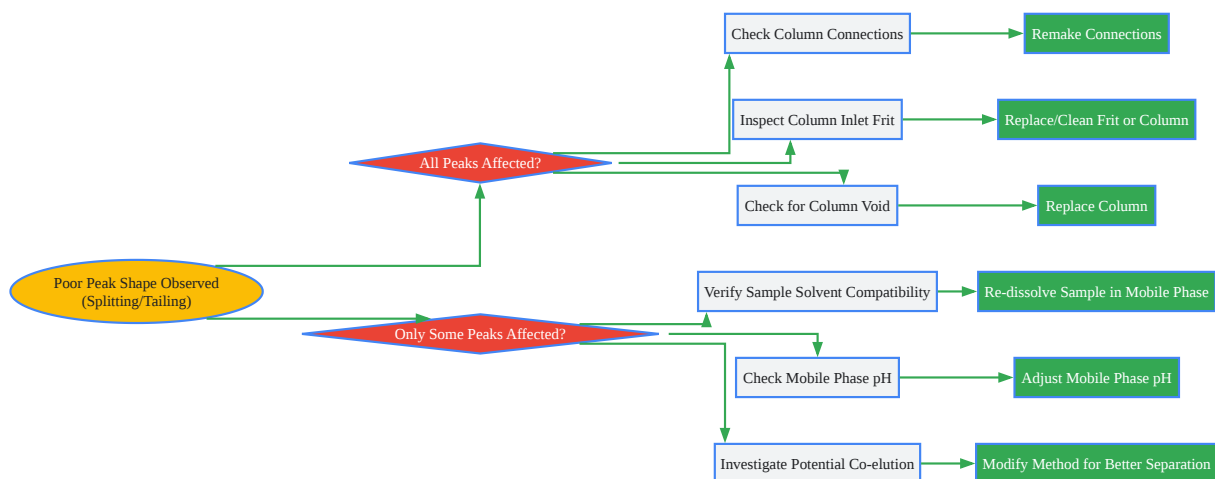 Check Column Connections
Remake Connections
Inspect Column Inlet Frit
Replace/Clean Frit or Column
All Peaks Affected?
Check for Column Void
Replace Column
Poor Peak Shape Observed
(Splitting/Tailing)
Verify Sample Solvent Compatibility
Re-dissolve Sample in Mobile Phase
Only Some Peaks Affected?
Check Mobile Phase pH
Adjust Mobile Phase pH
Investigate Potential Co-elution
Modify Method for Better Separation